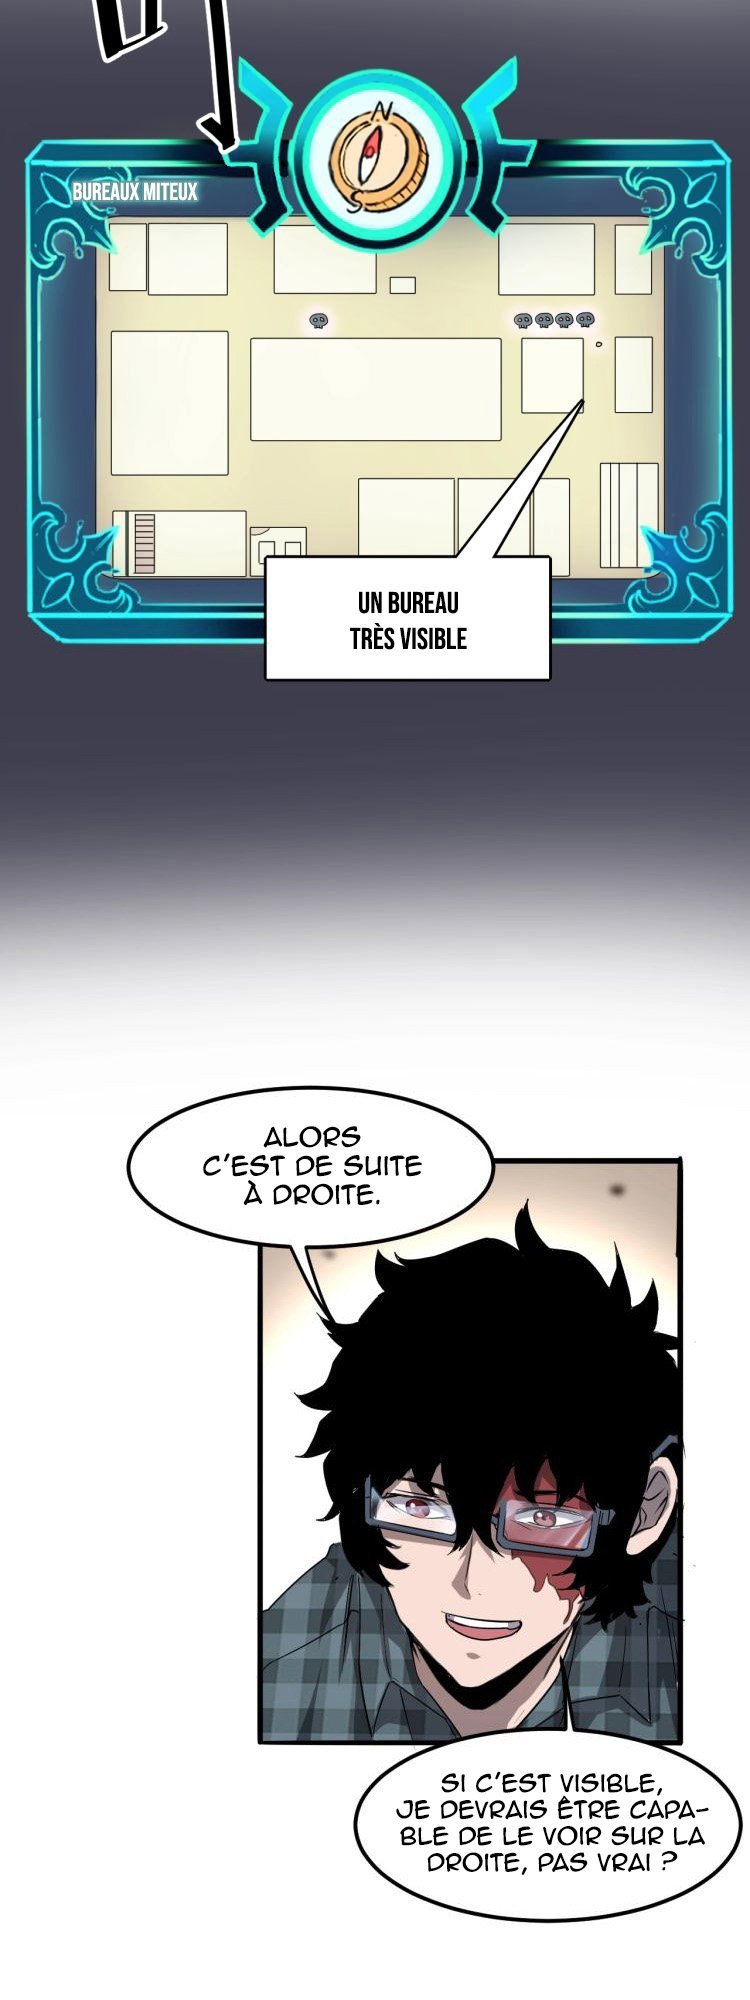 N
S
BUREAUX MITEUX
UN BUREAU
TRÈS VISIBLE
ALORS
C'EST DE SUITE
À DROITE.
SI C'EST VISIBLE,
JE DEVRAIS ÊTRE CAPA-
BLE DE LE VOIR SUR LA
DROITE, PAS VRAI ?